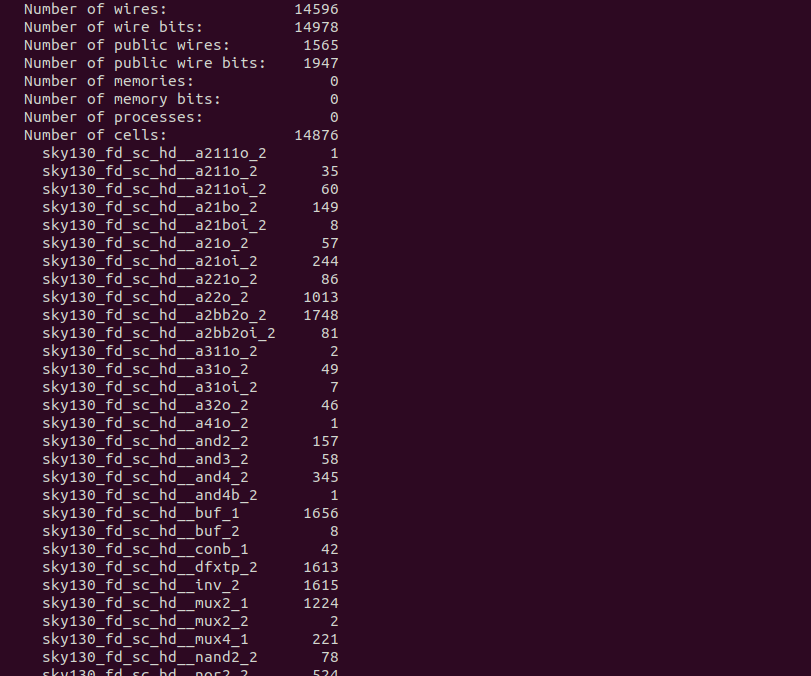 Number of wires: 14596
Number of wire bits: 14978
Number of public wires: 1565
Number of public wire bits: 1947
Number of memories: 0
Number of memory bits: 0
Number of processes: 0
Number of cells: 14876
sky130_fd_sc_hd__a2111o_2 1
sky130_fd_sc_hd__a211o_2 35
sky130_fd_sc_hd__a211oi_2 60
sky130_fd_sc_hd__a21bo_2 149
sky130_fd_sc_hd__a21boi_2 8
sky130_fd_sc_hd__a21o_2 57
sky130_fd_sc_hd__a21oi_2 244
sky130_fd_sc_hd__a221o_2 86
sky130_fd_sc_hd__a22o_2 1013
sky130_fd_sc_hd__a2bb2o_2 1748
sky130_fd_sc_hd__a2bb2oi_2 81
sky130_fd_sc_hd__a311o_2 2
sky130_fd_sc_hd__a31o_2 49
sky130_fd_sc_hd__a31oi_2 7
sky130_fd_sc_hd__a32o_2 46
sky130_fd_sc_hd__a41o_2 1
sky130_fd_sc_hd__and2_2 157
sky130_fd_sc_hd__and3_2 58
sky130_fd_sc_hd__and4_2 345
sky130_fd_sc_hd__and4b_2 1
sky130_fd_sc_hd__buf_1 1656
sky130_fd_sc_hd__buf_2 8
sky130_fd_sc_hd__conb_1 42
sky130_fd_sc_hd__dfxtp_2 1613
sky130_fd_sc_hd__inv_2 1615
sky130_fd_sc_hd__mux2_1 1224
sky130_fd_sc_hd__mux2_2 2
sky130_fd_sc_hd__mux4_1 221
sky130_fd_sc_hd__nand2_2 78
sky130_fd_sc_hd__nor2_2 524